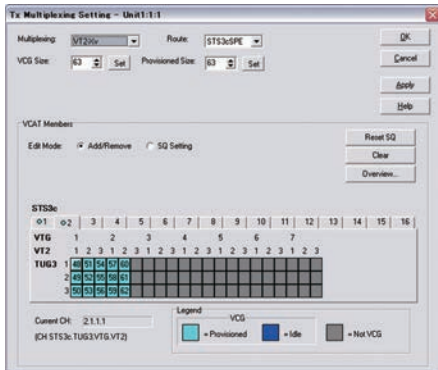 Tx Multiplexing Setting - Unit1:1:1
Multiplexing: VT2-Xv Route: STS3cSPE OK
VCG Size: 63 Set Provisioned Size: 63 Set Cancel
Apply
Help
VCAT Members
Edit Mode: Add/Remove SQ Setting Reset SQ
Clear
Overview...
STS3c
1 2 3 4 5 6 7 8 9 10 11 12 13 14 15 16
VTG 1 2 3 4 5 6 7
VT2 1 2 3 1 2 3 1 2 3 1 2 3 1 2 3 1 2 3 1 2 3
TUG3 1 48 51 54 57 60
2 49 52 55 58 61
3 50 53 56 59 62
Current CH: 2.1.1.1
(CH:STS3c.TUG3.VTG.VT2)
Legend
VCG
= Provisioned = Idle = Not VCG